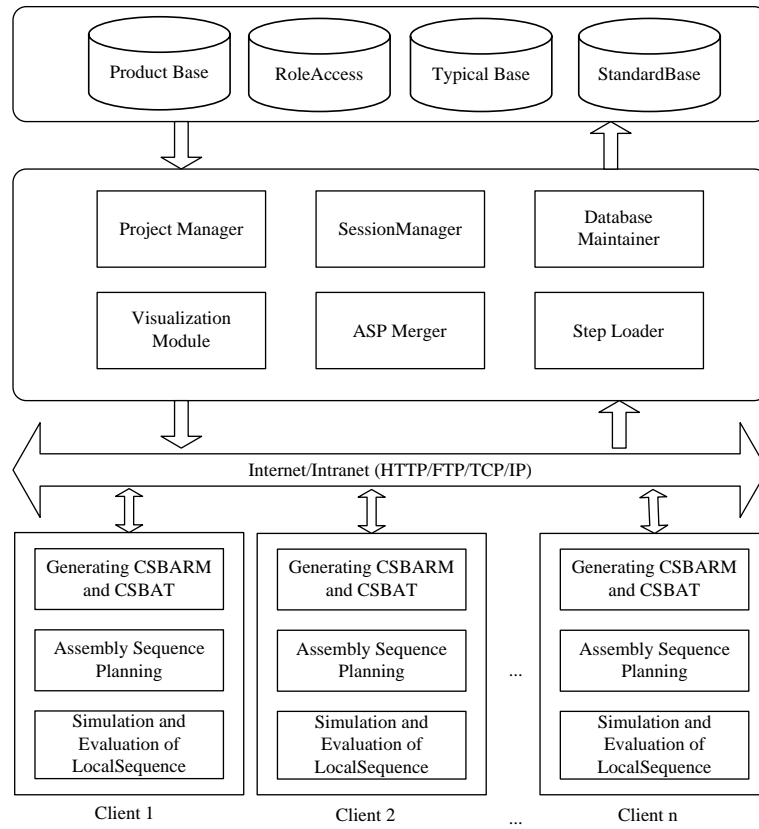 Product Base
RoleAccess
Typical Base
StandardBase
Project Manager
SessionManager
Database
Maintainer
Visualization
Module
ASP Merger
Step Loader
Internet/Intranet (HTTP/FTP/TCP/IP)
Generating CSBARM
and CSBAT
Assembly Sequence
Planning
Simulation and
Evaluation of
LocalSequence
Client 1
Generating CSBARM
and CSBAT
Assembly Sequence
Planning
Simulation and
Evaluation of
LocalSequence
Client 2
...
...
Generating CSBARM
and CSBAT
Assembly Sequence
Planning
Simulation and
Evaluation of
LocalSequence
Client n